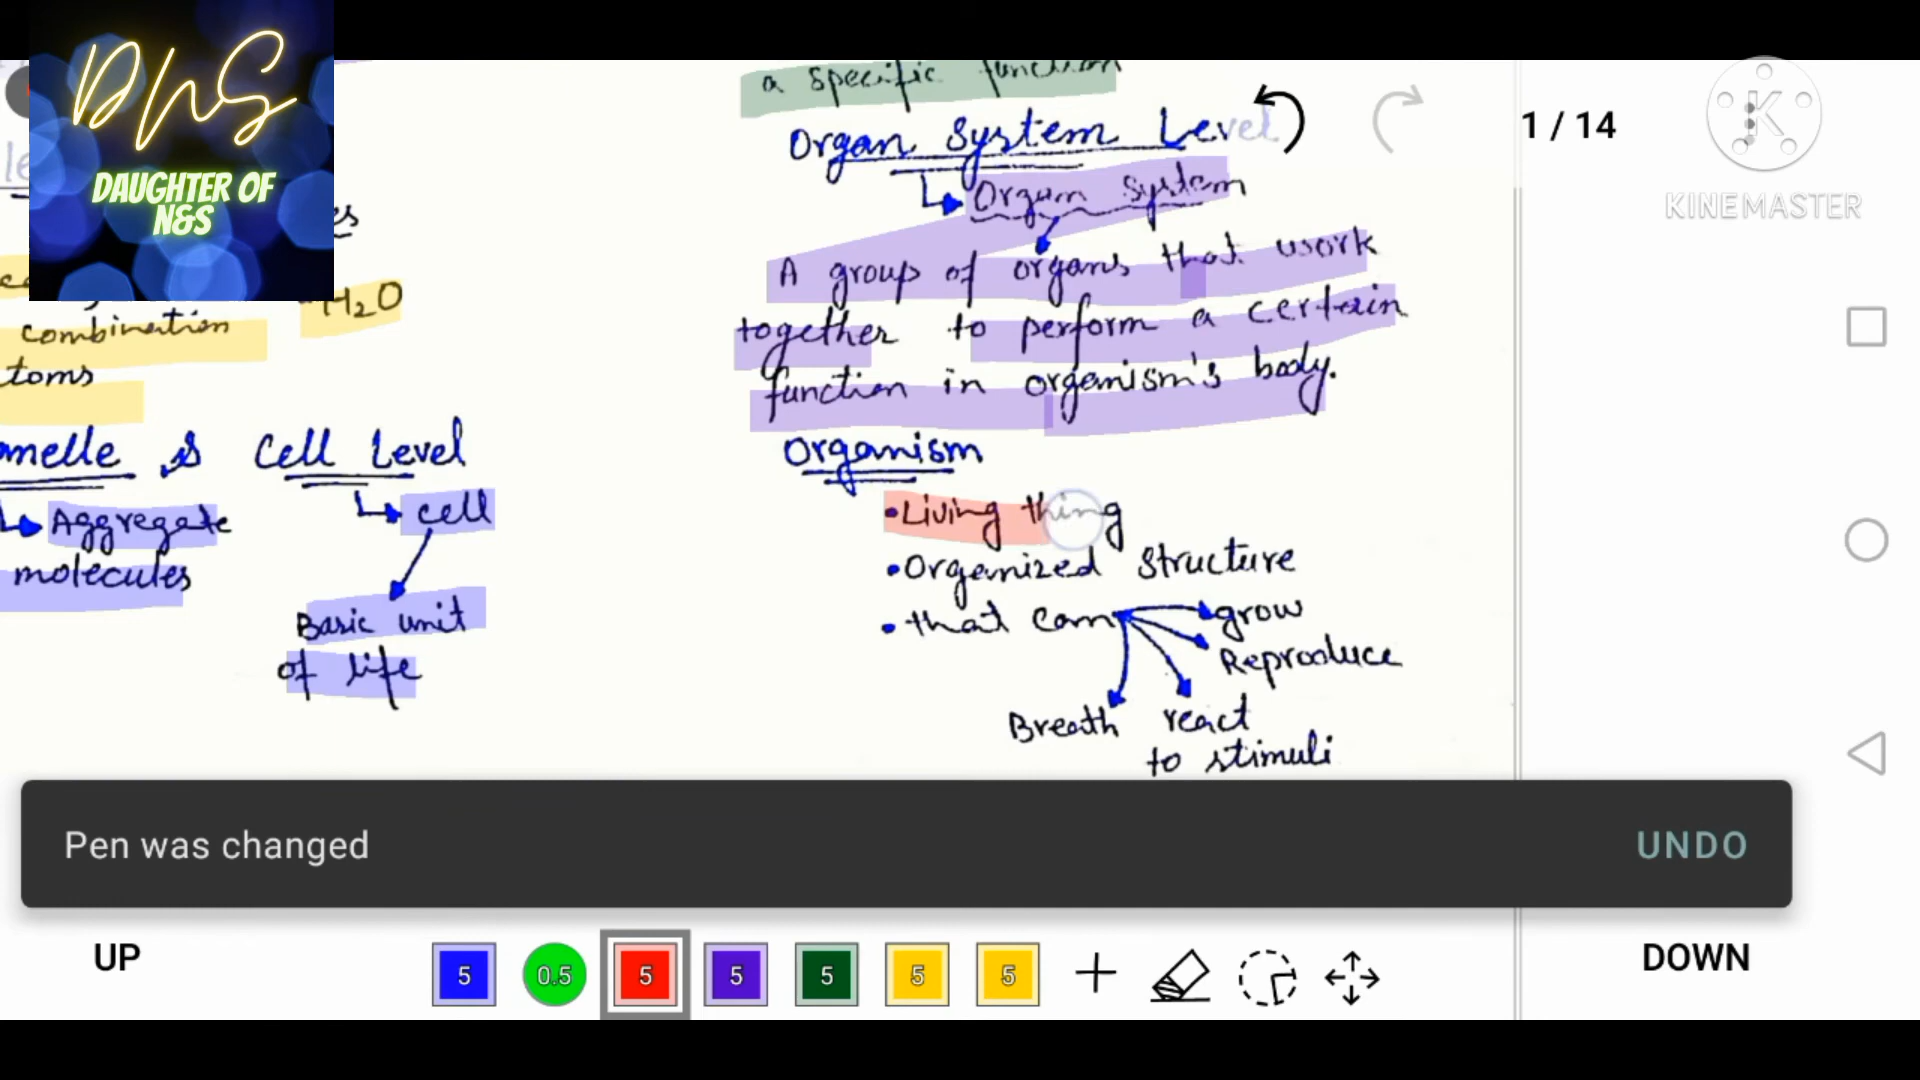 DNS
DAUGHTER OF
N&S
es
H2O
combination
toms
melle & Cell Level
Aggregate
molecules
cell
Basic unit
of life
a specific function
Organ System Level
Organ system
A group of organs that work
together to perform a certain
function in organism's body.
Organism
• Living thing
• Organized Structure
• that can
grow
Reproduce
react
to stimuli
Breath
1 / 14
K
KINEMASTER
Pen was changed
UNDO
UP
5
0.5
5
5
5
5
5
DOWN